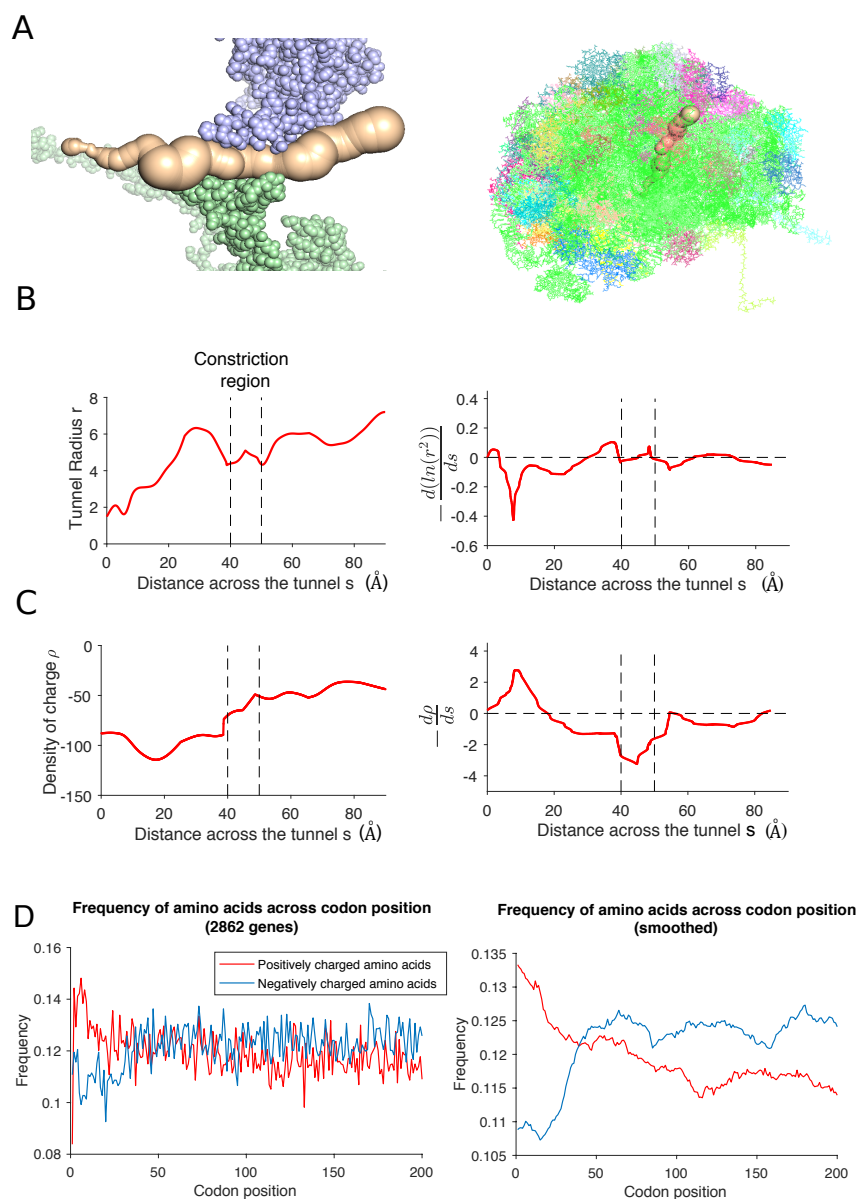 A
B
Constriction
region
8
6
4
2
0
Tunnel Radius r
0 20 40 60 80
Distance across the tunnel s (Å)
0.4
0.2
0
-0.2
-0.4
-0.6
— d(ln(r²)) / ds
0 20 40 60 80
Distance across the tunnel s (Å)
C
0
-50
-100
-150
Density of charge ρ
0 20 40 60 80
Distance across the tunnel s (Å)
4
2
0
-2
-4
— dρ / ds
0 20 40 60 80
Distance across the tunnel s (Å)
D
Frequency of amino acids across codon position
(2862 genes)
0.16
0.14
0.12
0.1
0.08
Frequency
Positively charged amino acids
Negatively charged amino acids
0 50 100 150 200
Codon position
Frequency of amino acids across codon position
(smoothed)
0.135
0.13
0.125
0.12
0.115
0.11
0.105
Frequency
0 50 100 150 200
Codon position